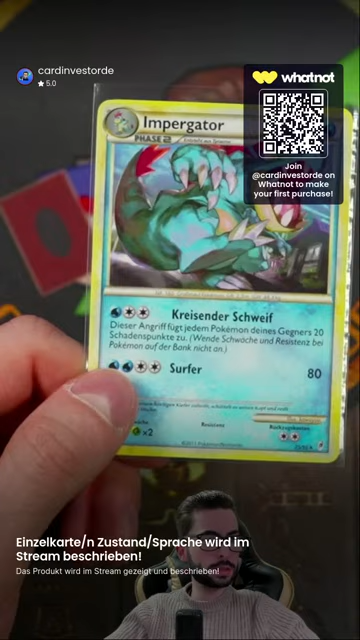 cardinvestorde
★ 5.0
whatnot
Join
@cardinvestorde on
Whatnot to make
your first purchase!
Impergator
PHASE 2
Kreisender Schweif
Dieser Angriff fügt jedem Pokémon deines Gegners 20
Schadenspunkte zu. (Wende Schwäche und Resistenz bei
Pokémon auf der Bank nicht an.)
Surfer 80
Resistenz
Rückzugskosten
×2
Einzelkarte/n Zustand/Sprache wird im
Stream beschrieben!
Das Produkt wird im Stream gezeigt und beschrieben!